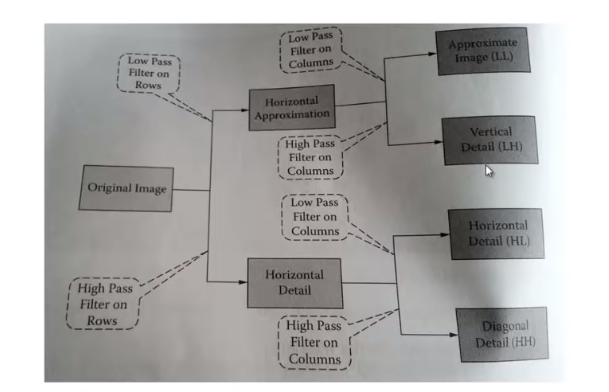 Low Pass
Filter on
Rows
Low Pass
Filter on
Columns
Approximate
Image (LL)
Horizontal
Approximation
High Pass
Filter on
Columns
Vertical
Detail (LH)
Original Image
Low Pass
Filter on
Columns
Horizontal
Detail (HL)
High Pass
Filter on
Rows
Horizontal
Detail
High Pass
Filter on
Columns
Diagonal
Detail (HH)